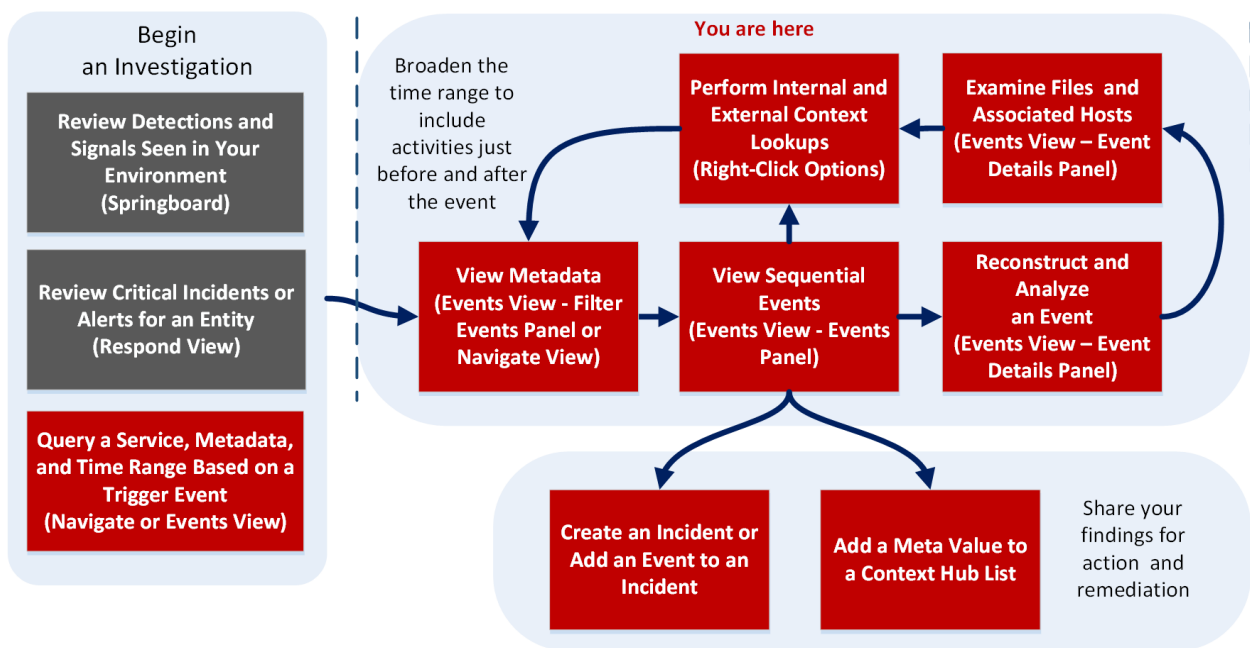 Begin
an Investigation
Review Detections and
Signals Seen in Your
Environment
(Springboard)
Review Critical Incidents or
Alerts for an Entity
(Respond View)
Query a Service, Metadata,
and Time Range Based on a
Trigger Event
(Navigate or Events View)
You are here
Broaden the
time range to
include
activities just
before and after
the event
Perform Internal and
External Context
Lookups
(Right-Click Options)
Examine Files and
Associated Hosts
(Events View – Event
Details Panel)
View Metadata
(Events View - Filter
Events Panel or
Navigate View)
View Sequential
Events
(Events View - Events
Panel)
Reconstruct and
Analyze
an Event
(Events View – Event
Details Panel)
Create an Incident or
Add an Event to an
Incident
Add a Meta Value to
a Context Hub List
Share your
findings for
action and
remediation